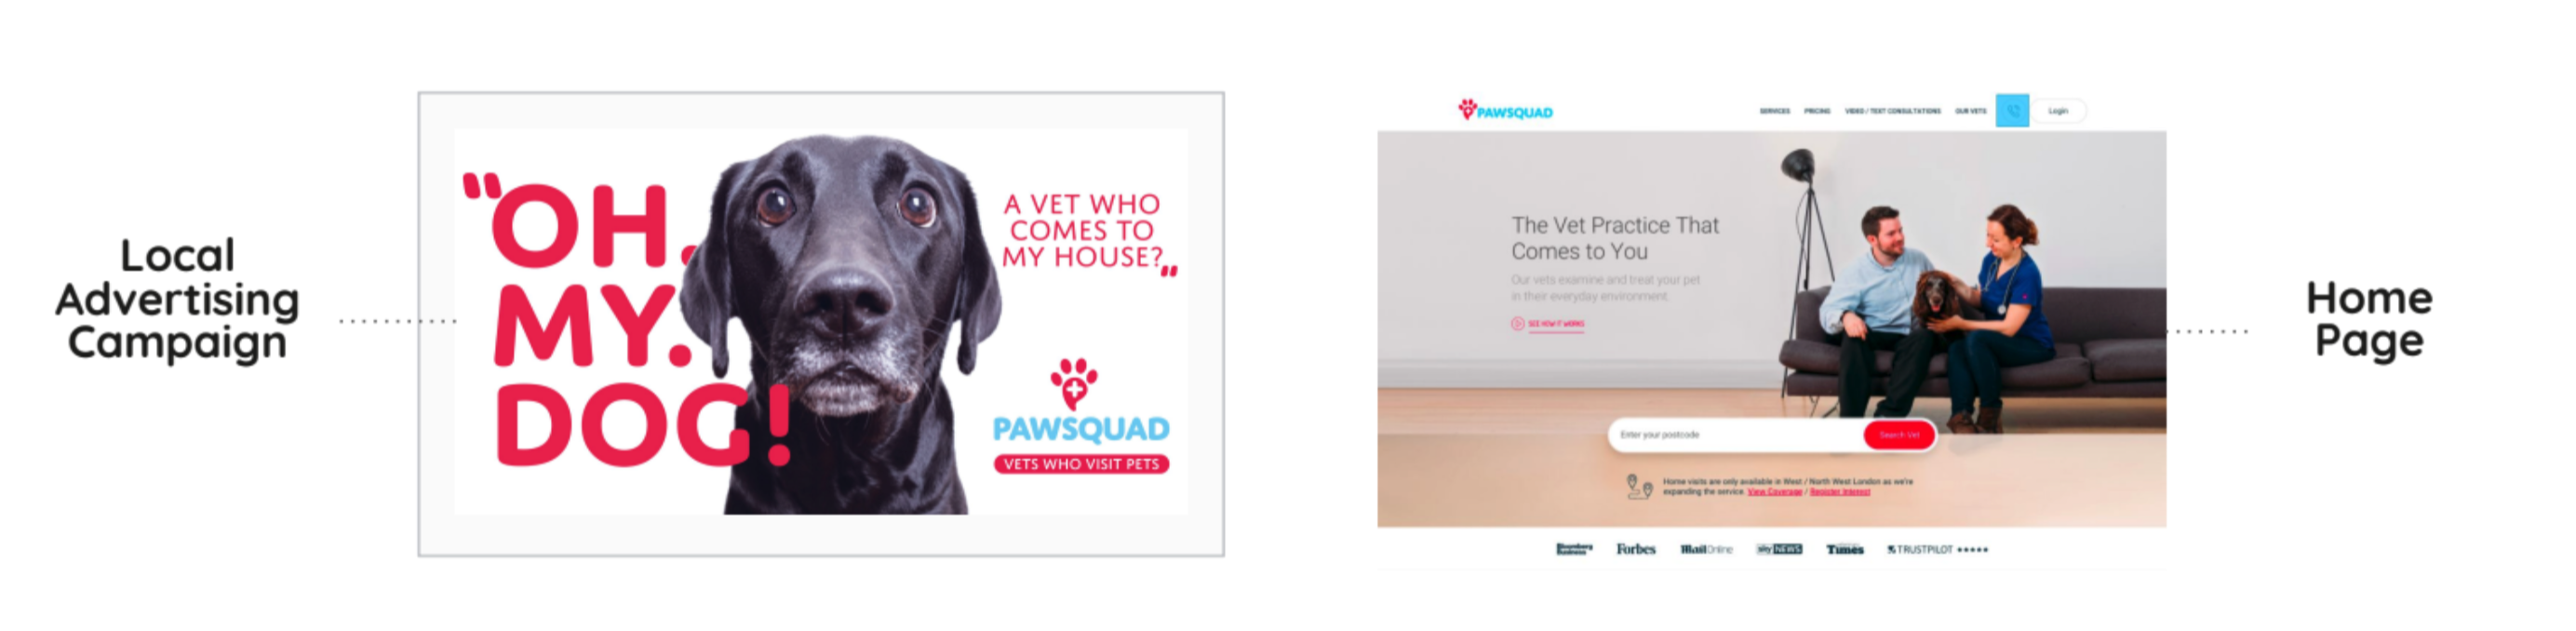 Local
Advertising
Campaign
"OH.
MY.
DOG!
A VET WHO
COMES TO
MY HOUSE?"
PAWSQUAD
VETS WHO VISIT PETS
PAWSQUAD
SERVICES PRICING VIDEO / TEXT CONSULTATIONS OUR VETS Login
The Vet Practice That
Comes to You
Our vets examine and treat your pet
in their everyday environment.
SEE HOW IT WORKS
Enter your postcode Search Vet
Home visits are only available in West / North West London as we're
expanding the service. View Coverage / Register Interest
Bloomberg Business Forbes MailOnline sky NEWS Times TRUSTPILOT
Home
Page